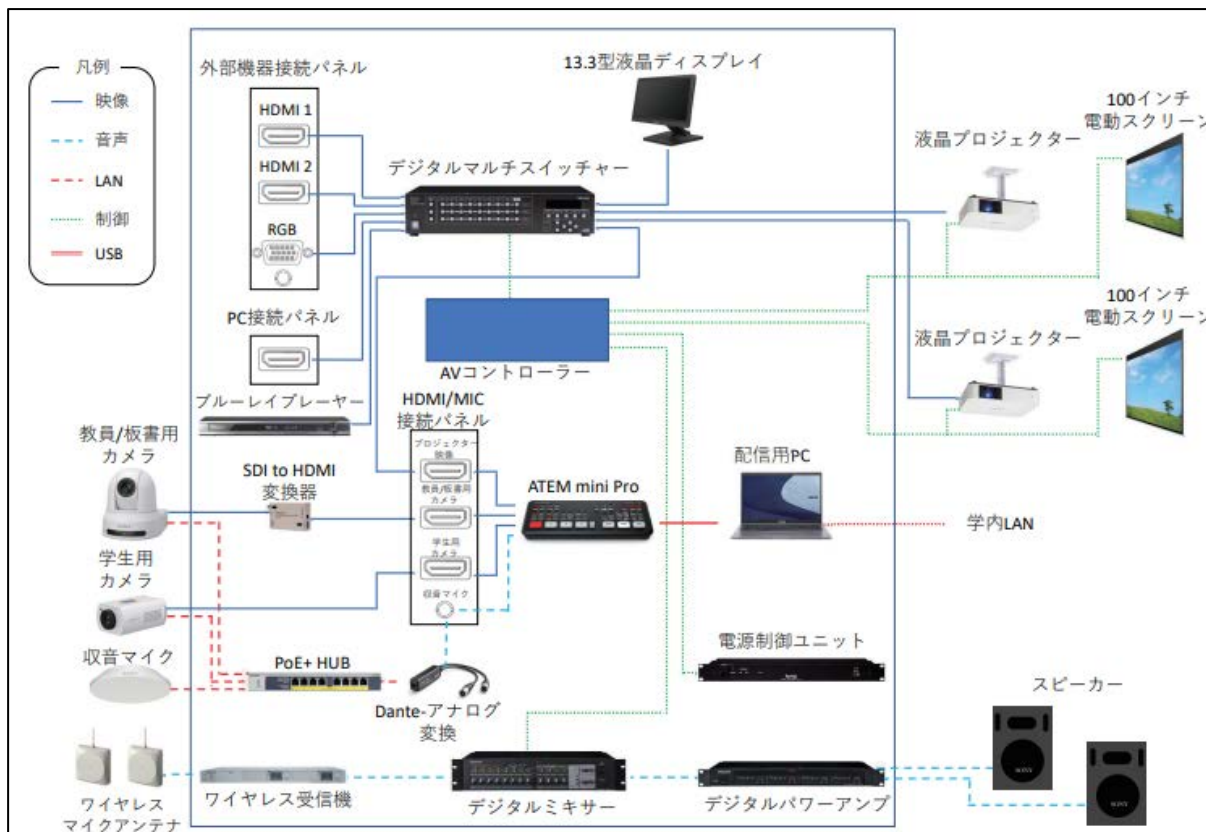 凡例
映像
音声
LAN
制御
USB
外部機器接続パネル
HDMI 1
HDMI 2
RGB
PC接続パネル
ブルーレイプレーヤー
13.3型液晶ディスプレイ
デジタルマルチスイッチャー
AVコントローラー
液晶プロジェクター
100インチ
電動スクリーン
液晶プロジェクター
100インチ
電動スクリーン
教員/板書用
カメラ
SDI to HDMI
変換器
HDMI/MIC
接続パネル
プロジェクター
映像
教員/板書用
カメラ
学生用
カメラ
収音マイク
ATEM mini Pro
配信用PC
学内LAN
学生用
カメラ
収音マイク
PoE+ HUB
Dante-アナログ
変換
電源制御ユニット
スピーカー
SONY
SONY
ワイヤレス
マイクアンテナ
ワイヤレス受信機
デジタルミキサー
デジタルパワーアンプ